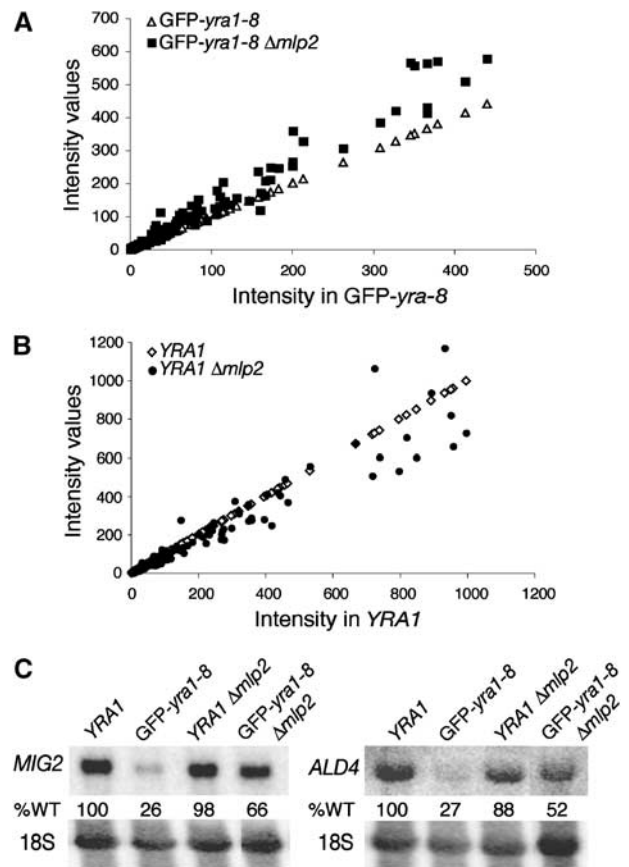 A
△ GFP-yra1-8
■ GFP-yra1-8 Δmlp2
Intensity values
700
600
500
400
300
200
100
0
0 100 200 300 400 500
Intensity in GFP-yra-8
B
◇ YRA1
● YRA1 Δmlp2
Intensity values
1200
1000
800
600
400
200
0
0 200 400 600 800 1000 1200
Intensity in YRA1
C
YRA1 GFP-yra1-8 YRA1 Δmlp2 GFP-yra1-8 Δmlp2
MIG2
%WT 100 26 98 66
18S
YRA1 GFP-yra1-8 YRA1 Δmlp2 GFP-yra1-8 Δmlp2
ALD4
%WT 100 27 88 52
18S